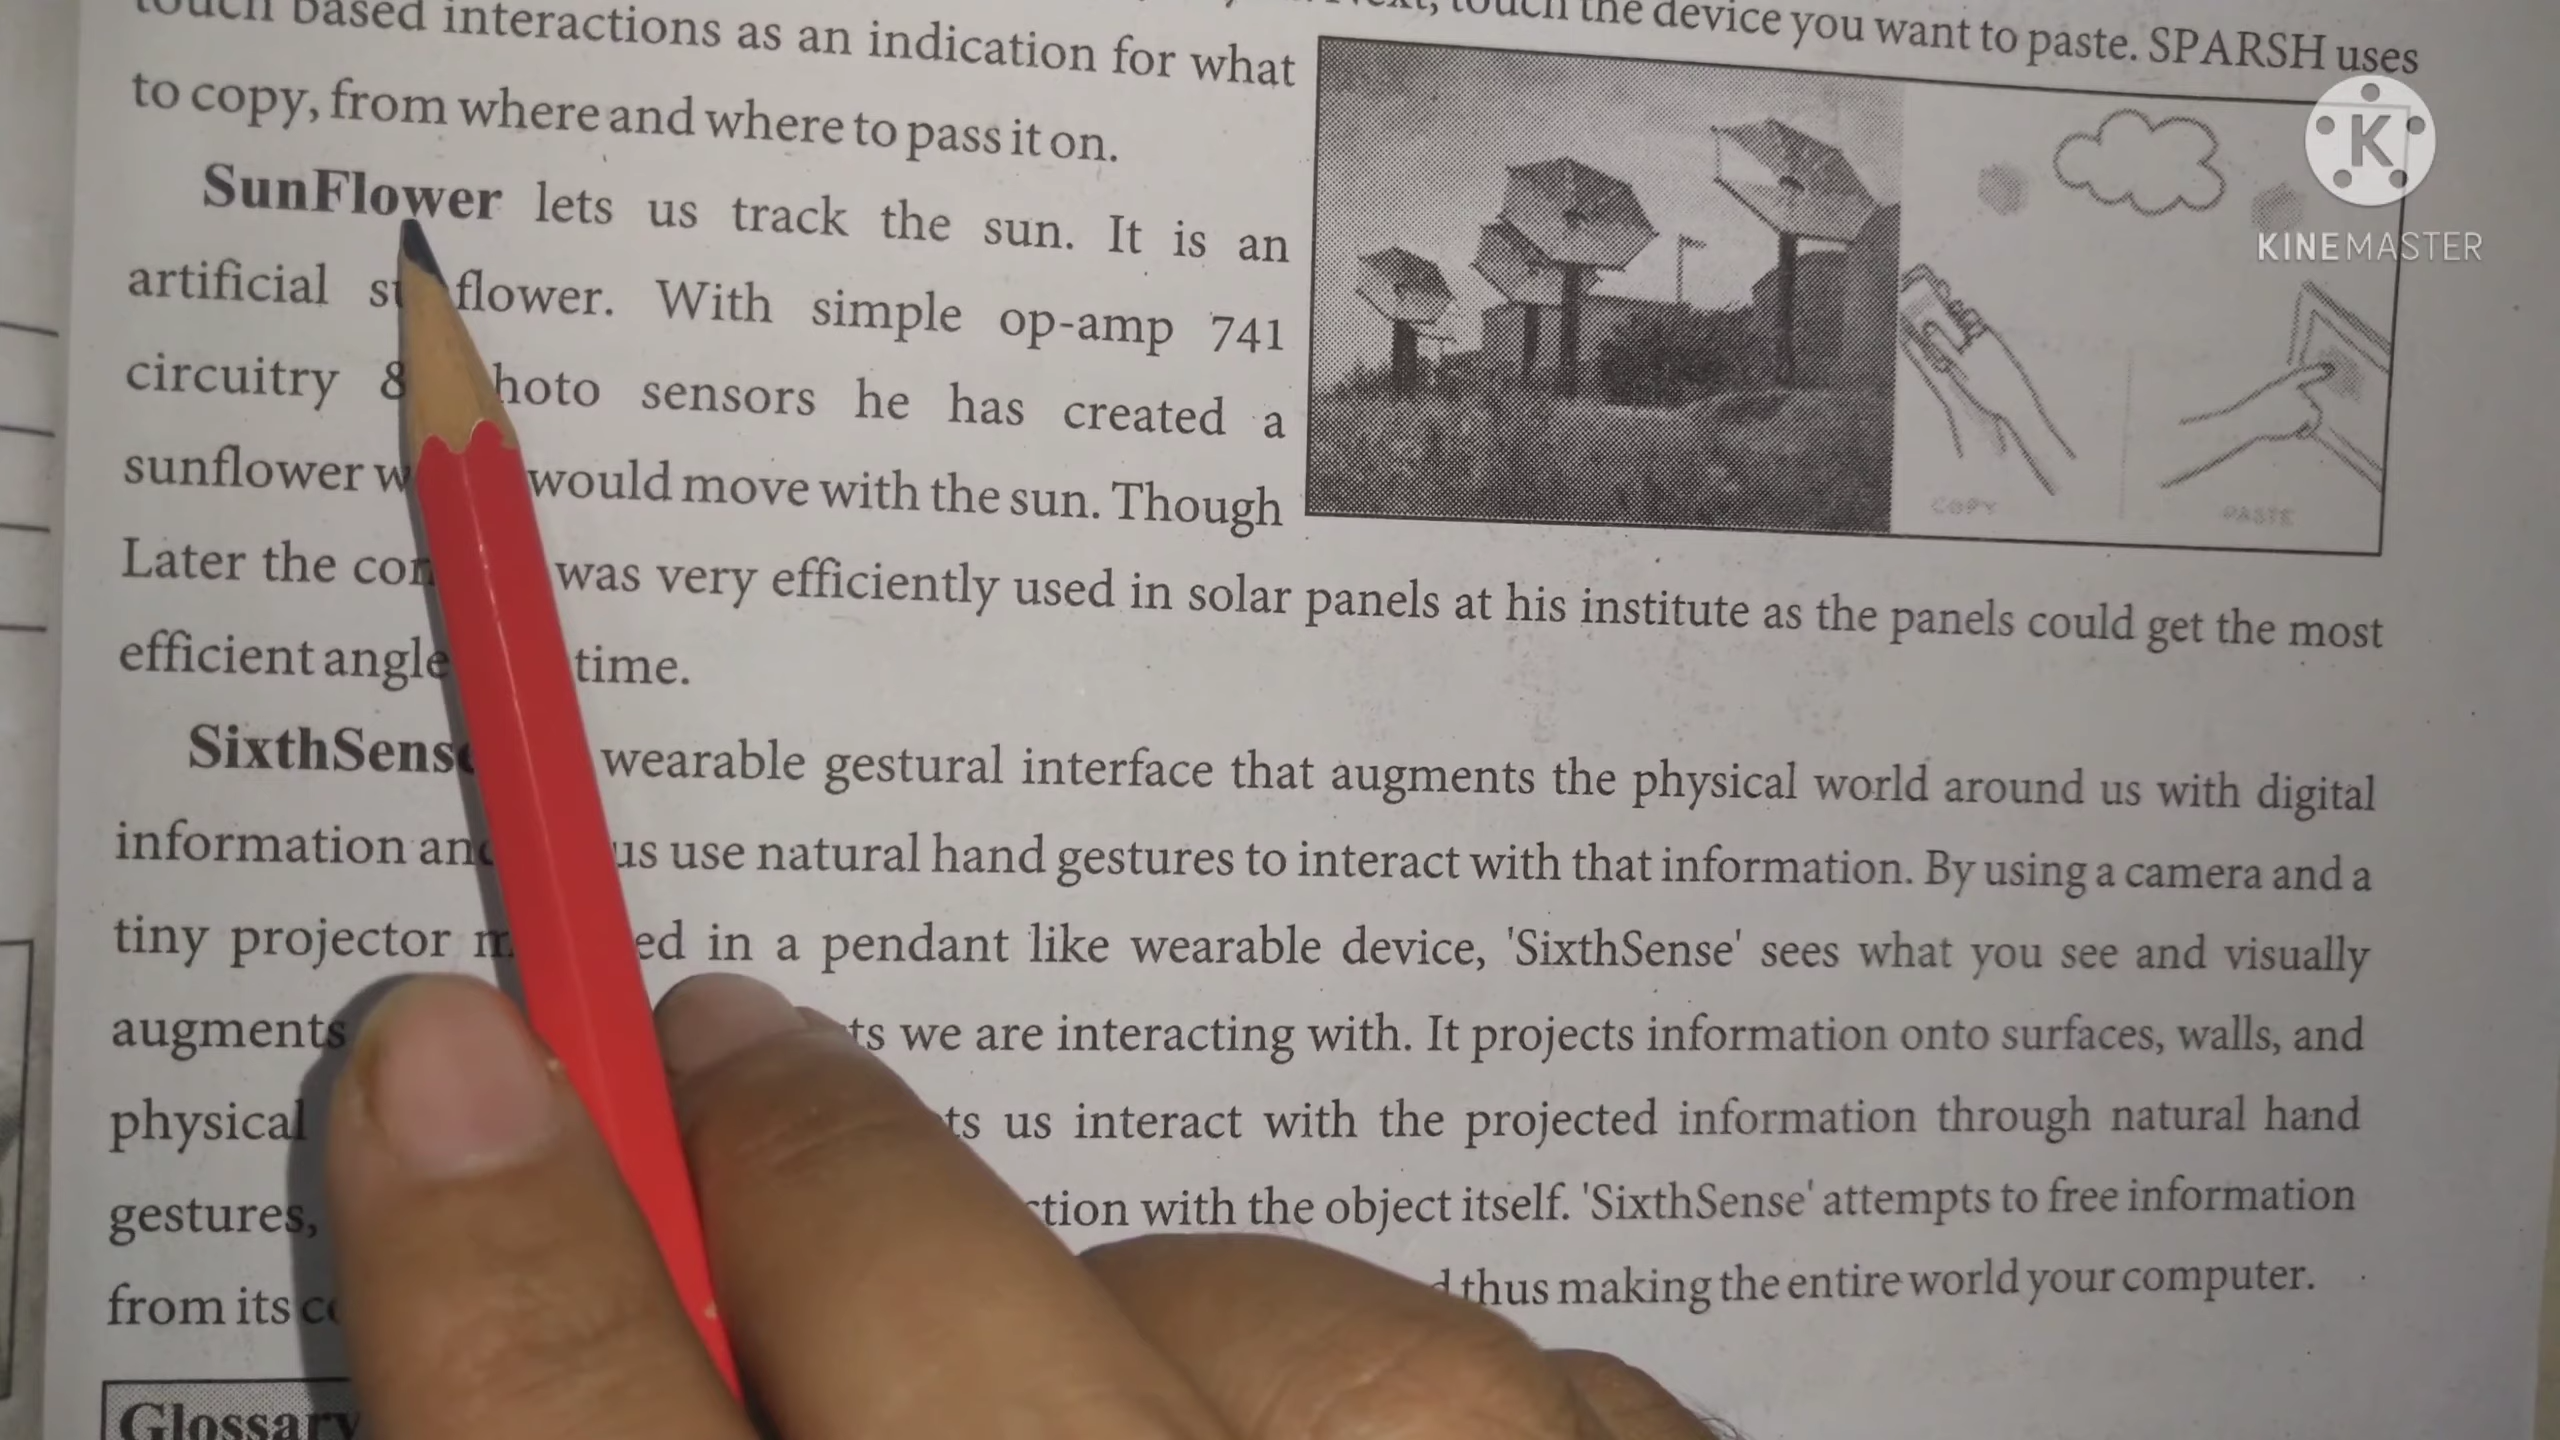 touch based interactions as an indication for what
touch the device you want to paste. SPARSH uses
to copy, from where and where to pass it on.
SunFlower lets us track the sun. It is an
artificial flower. With simple op-amp 741
circuitry & sensors he has created a
sunflower would move with the sun. Though
Later the was very efficiently used in solar panels at his institute as the panels could get the most
efficient angle time.
SixthSense wearable gestural interface that augments the physical world around us with digital
information us use natural hand gestures to interact with that information. By using a camera and a
tiny projector in a pendant like wearable device, 'SixthSense' sees what you see and visually
augments we are interacting with. It projects information onto surfaces, walls, and
physical us interact with the projected information through natural hand
gestures, with the object itself. 'SixthSense' attempts to free information
from its thus making the entire world your computer.
Glossary
COPY
PASTE
K
KINEMASTER